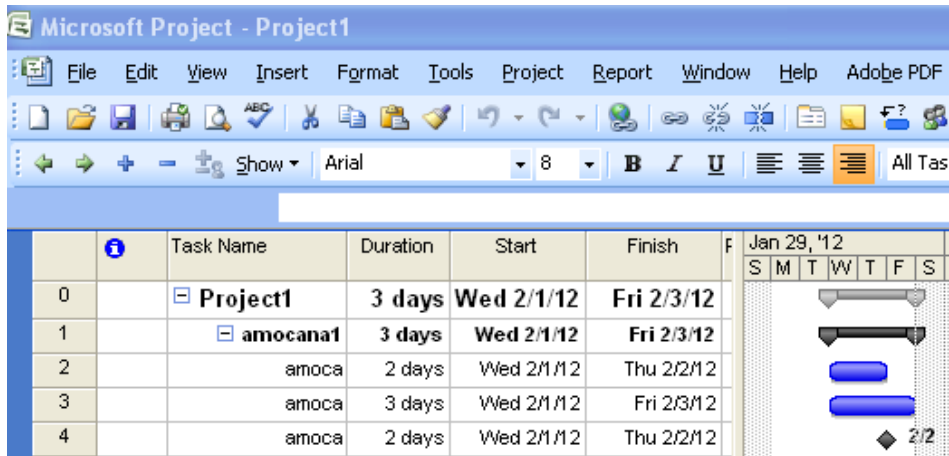 Microsoft Project - Project1
File Edit View Insert Format Tools Project Report Window Help Adobe PDF
ABC
Show Arial 8 B I U All Tas
Task Name Duration Start Finish F Jan 29, '12
S M T W T F S
0 Project1 3 days Wed 2/1/12 Fri 2/3/12
1 amocana1 3 days Wed 2/1/12 Fri 2/3/12
2 amoca 2 days Wed 2/1/12 Thu 2/2/12
3 amoca 3 days Wed 2/1/12 Fri 2/3/12
4 amoca 2 days Wed 2/1/12 Thu 2/2/12 2/2